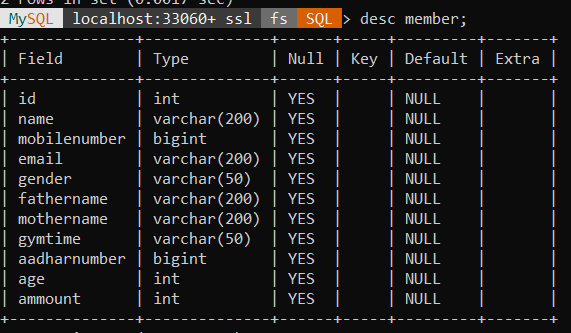 2 rows in set (0.0017 sec)
MySQL localhost:33060+ ssl fs SQL > desc member;
+--------------+--------------+------+-----+---------+-------+
| Field        | Type         | Null | Key | Default | Extra |
+--------------+--------------+------+-----+---------+-------+
| id           | int          | YES  |     | NULL    |       |
| name         | varchar(200) | YES  |     | NULL    |       |
| mobilenumber | bigint       | YES  |     | NULL    |       |
| email        | varchar(200) | YES  |     | NULL    |       |
| gender       | varchar(50)  | YES  |     | NULL    |       |
| fathername   | varchar(200) | YES  |     | NULL    |       |
| mothername   | varchar(200) | YES  |     | NULL    |       |
| gymtime      | varchar(50)  | YES  |     | NULL    |       |
| aadharnumber | bigint       | YES  |     | NULL    |       |
| age          | int          | YES  |     | NULL    |       |
| ammount      | int          | YES  |     | NULL    |       |
+--------------+--------------+------+-----+---------+-------+